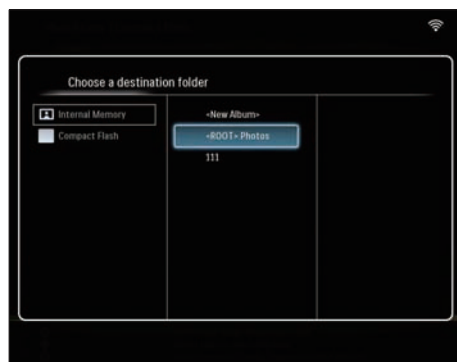 Choose a destination folder
Internal Memory
Compact Flash
<New Album>
<ROOT> Photos
111